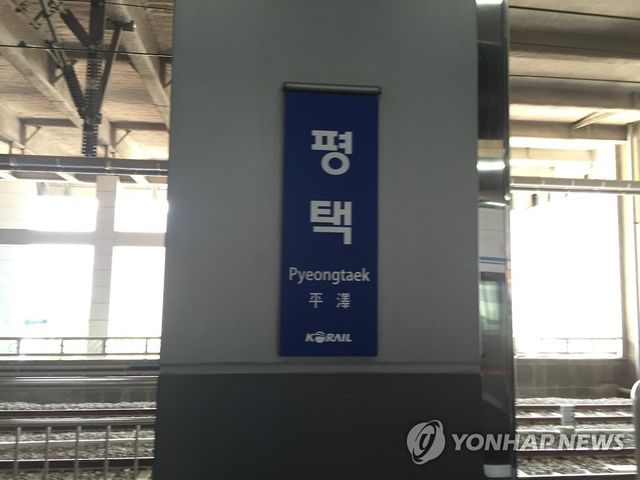 평
택
Pyeongtaek
平 澤
KORAIL
YONHAP NEWS